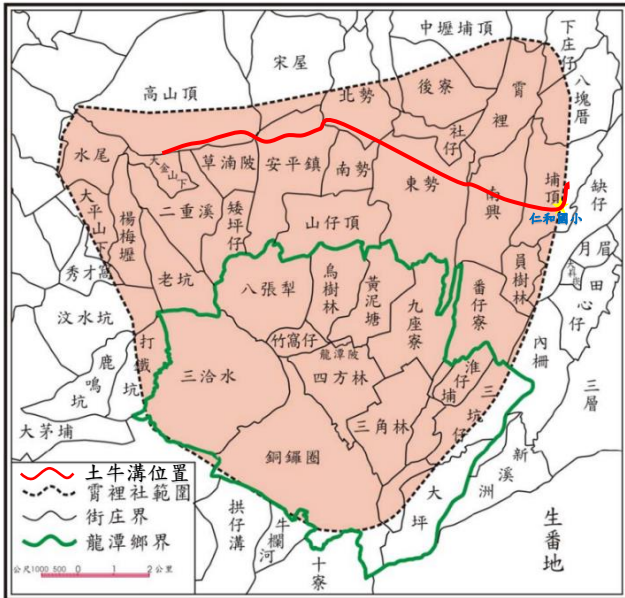 中壢埔頂
下庄仔
宋屋
高山頂
北勢
後寮
霄裡
八塊厝
社仔
水尾
大金山下
草湳陂
安平鎮
南勢
東勢
南興
埔頂
缺仔
仁和國小
大平山下
楊梅壢
二重溪
矮坪仔
山仔頂
月眉
員樹林
田心仔
秀才窩
老坑
八張犁
烏樹林
黃泥塘
九座寮
番仔寮
內柵
汶水坑
打鐵坑
竹窩仔
龍潭陂
三洽水
四方林
淮仔埔
三坑仔
三層
鹿鳴坑
三角林
大茅埔
銅鑼圈
新溪洲
大坪
拱仔溝
牛欄河
十寮
生番地
土牛溝位置
霄裡社範圍
街庄界
龍潭鄉界
公尺1000 500 0 1 2公里